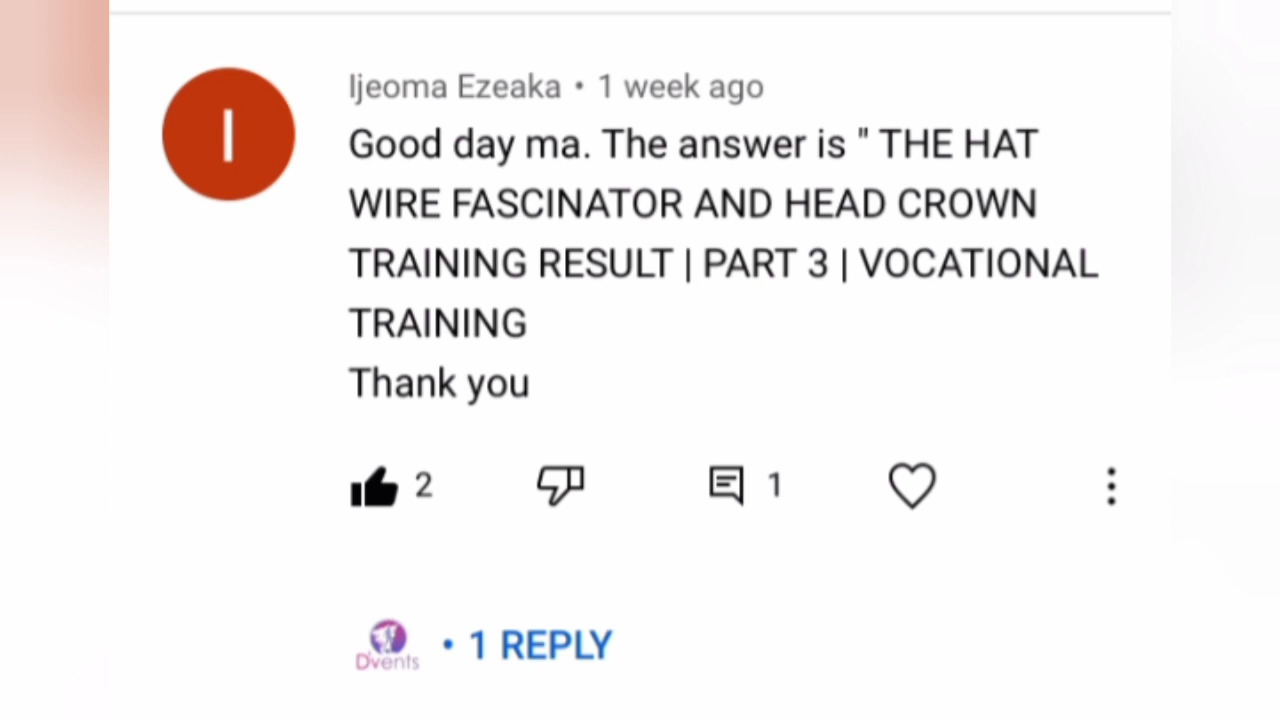 I
Ijeoma Ezeaka • 1 week ago
Good day ma. The answer is " THE HAT
WIRE FASCINATOR AND HEAD CROWN
TRAINING RESULT | PART 3 | VOCATIONAL
TRAINING
Thank you
2 1
D'vents • 1 REPLY